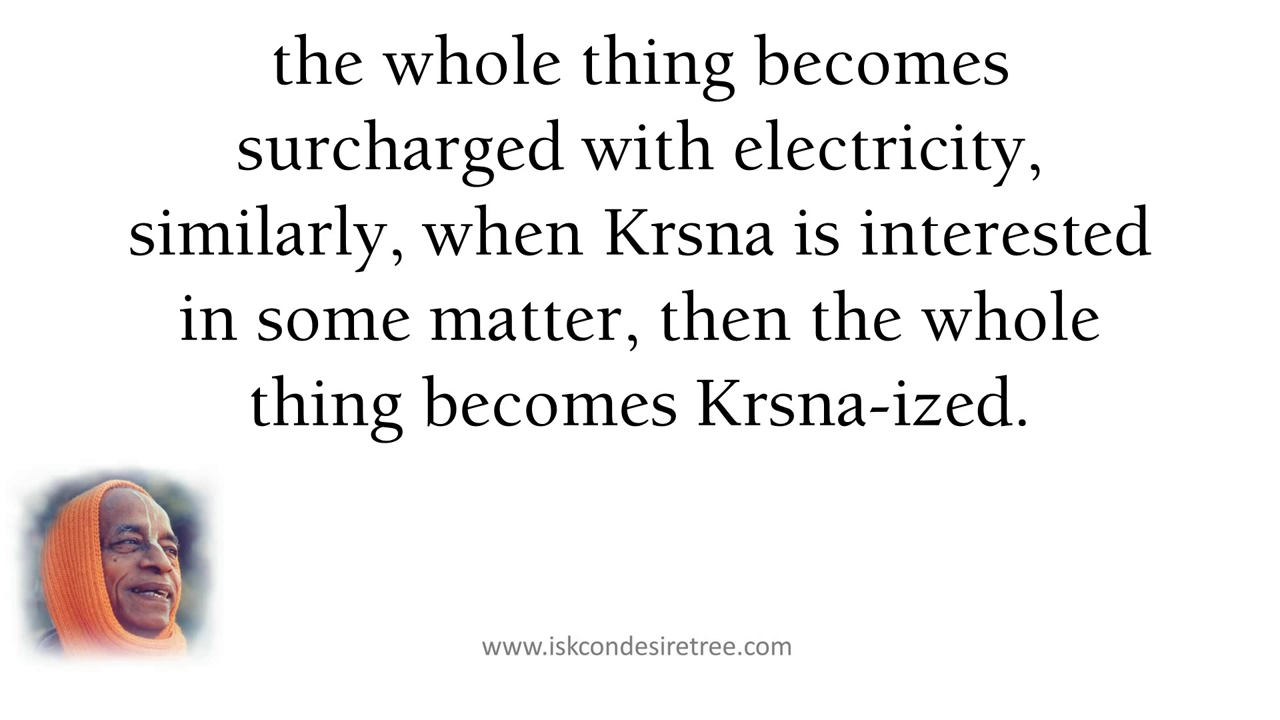 the whole thing becomes
surcharged with electricity,
similarly, when Krsna is interested
in some matter, then the whole
thing becomes Krsna-ized.
www.iskcondesiretree.com